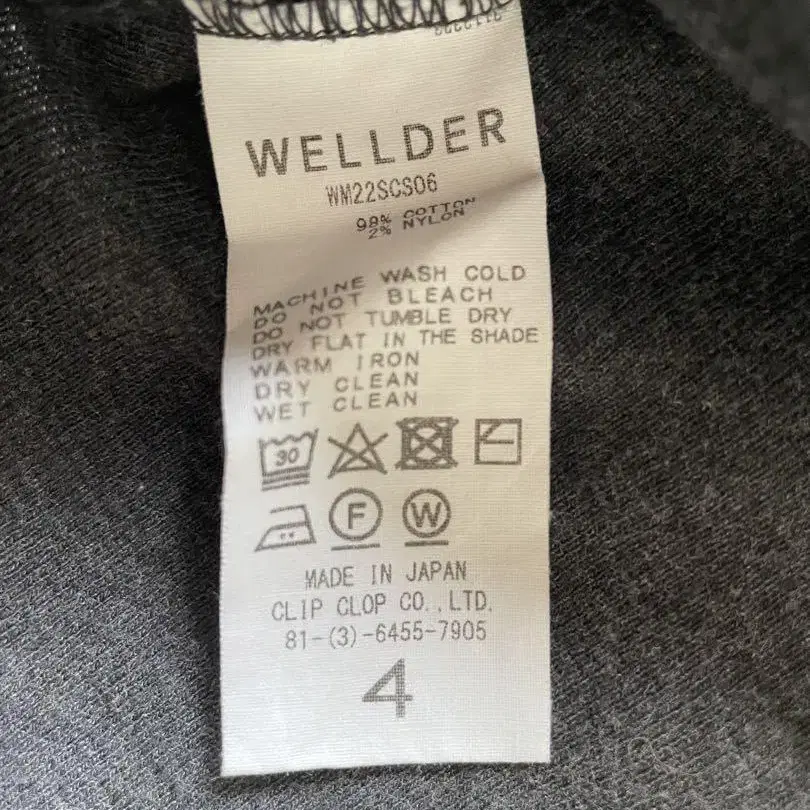 WELLDER
WM22SCS06
98% COTTON
2% NYLON
MACHINE WASH COLD
DO NOT BLEACH
DO NOT TUMBLE DRY
DRY FLAT IN THE SHADE
WARM IRON
DRY CLEAN
WET CLEAN
30
F W
MADE IN JAPAN
CLIP CLOP CO.,LTD.
81-(3)-6455-7905
4